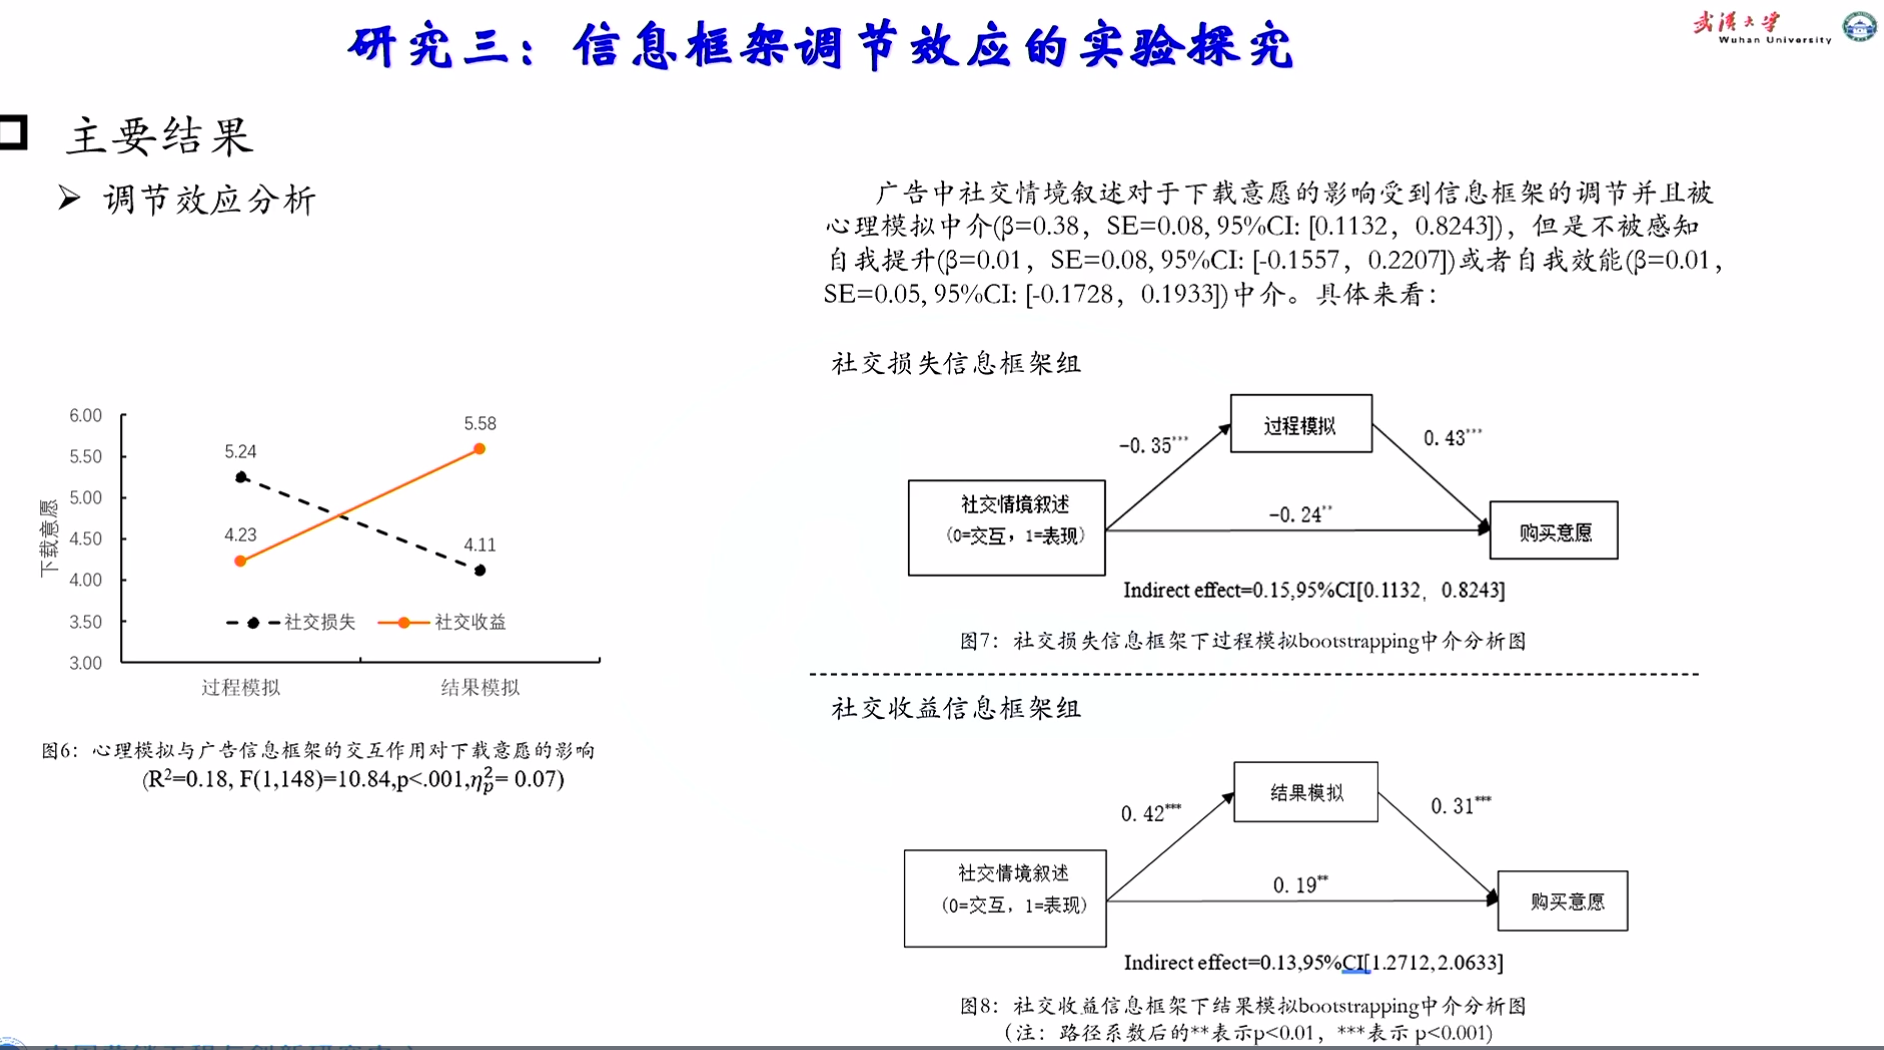 研究三：信息框架调节效应的实验探究
武汉大学
Wuhan University
主要结果
调节效应分析
广告中社交情境叙述对于下载意愿的影响受到信息框架的调节并且被
心理模拟中介(β=0.38，SE=0.08, 95%CI: [0.1132，0.8243])，但是不被感知
自我提升(β=0.01，SE=0.08, 95%CI: [-0.1557，0.2207])或者自我效能(β=0.01，
SE=0.05, 95%CI: [-0.1728，0.1933])中介。具体来看：
下载意愿
6.00
5.50
5.00
4.50
4.00
3.50
3.00
5.24
4.23
5.58
4.11
社交损失
社交收益
过程模拟
结果模拟
图6：心理模拟与广告信息框架的交互作用对下载意愿的影响
(R²=0.18, F(1,148)=10.84,p<.001,η²p= 0.07)
社交损失信息框架组
过程模拟
-0.35***
0.43***
社交情境叙述
（0=交互，1=表现）
-0.24**
购买意愿
Indirect effect=0.15,95%CI[0.1132，0.8243]
图7：社交损失信息框架下过程模拟bootstrapping中介分析图
社交收益信息框架组
结果模拟
0.42***
0.31***
社交情境叙述
（0=交互，1=表现）
0.19**
购买意愿
Indirect effect=0.13,95%CI[1.2712,2.0633]
图8：社交收益信息框架下结果模拟bootstrapping中介分析图
（注：路径系数后的**表示p<0.01，***表示 p<0.001)